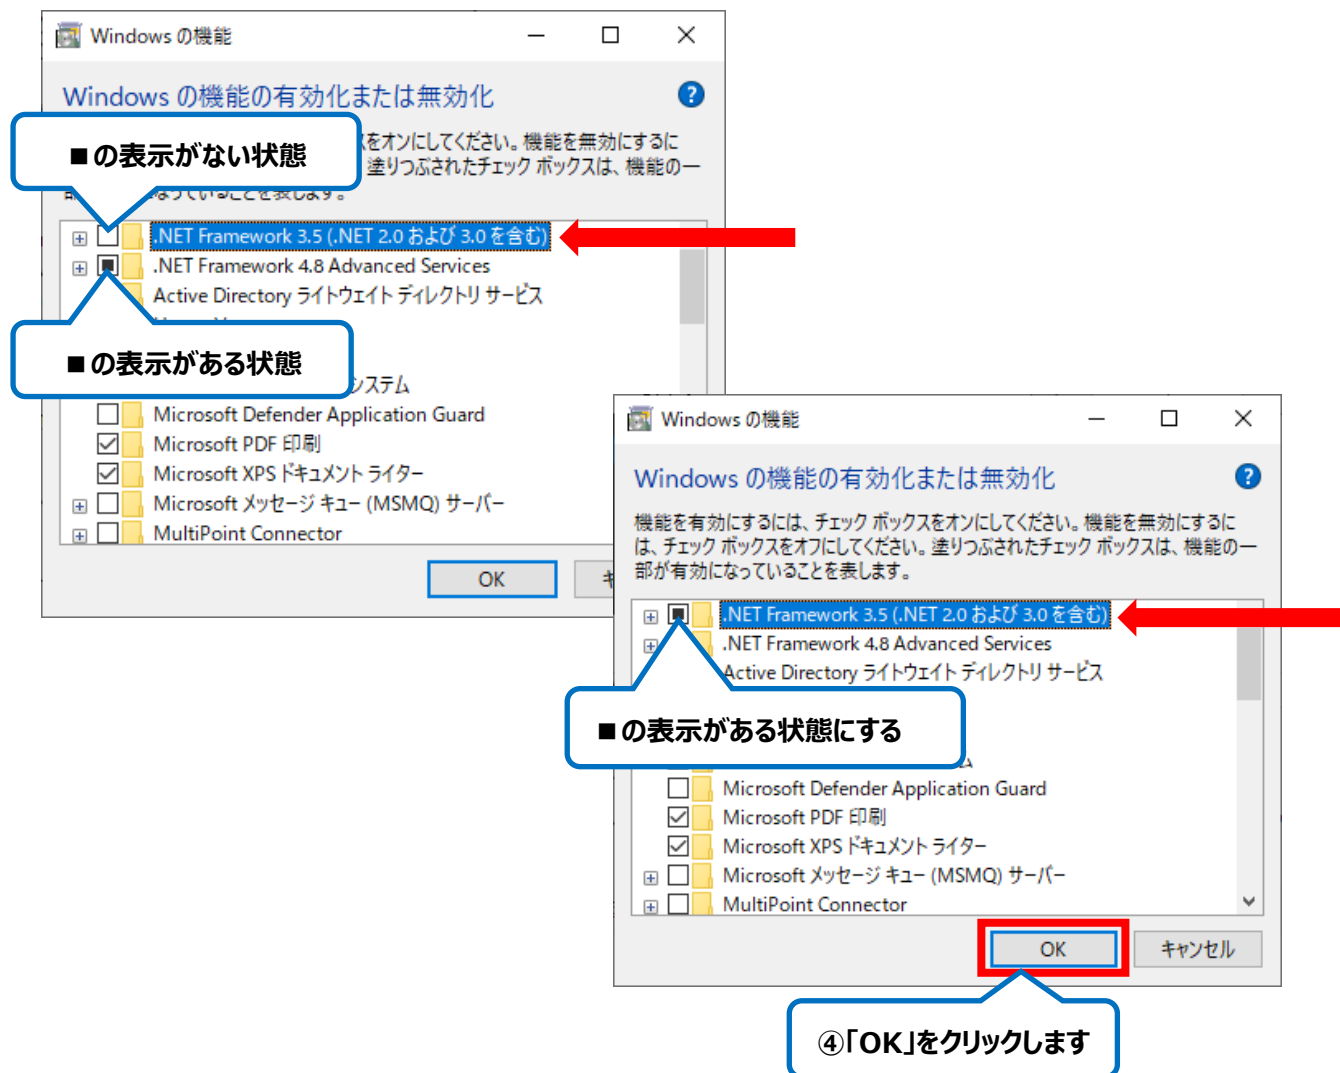 Windows の機能
Windows の機能の有効化または無効化
■の表示がない状態
をオンにしてください。機能を無効にするに
塗りつぶされたチェック ボックスは、機能の一
なっていることを表します。
.NET Framework 3.5 (.NET 2.0 および 3.0 を含む)
.NET Framework 4.8 Advanced Services
Active Directory ライトウェイト ディレクトリ サービス
■の表示がある状態
システム
Microsoft Defender Application Guard
Microsoft PDF 印刷
Microsoft XPS ドキュメント ライター
Microsoft メッセージ キュー (MSMQ) サーバー
MultiPoint Connector
OK
Windows の機能
Windows の機能の有効化または無効化
機能を有効にするには、チェック ボックスをオンにしてください。機能を無効にするに
は、チェック ボックスをオフにしてください。塗りつぶされたチェック ボックスは、機能の一
部が有効になっていることを表します。
.NET Framework 3.5 (.NET 2.0 および 3.0 を含む)
.NET Framework 4.8 Advanced Services
Active Directory ライトウェイト ディレクトリ サービス
■の表示がある状態にする
Microsoft Defender Application Guard
Microsoft PDF 印刷
Microsoft XPS ドキュメント ライター
Microsoft メッセージ キュー (MSMQ) サーバー
MultiPoint Connector
OK
キャンセル
④「OK」をクリックします